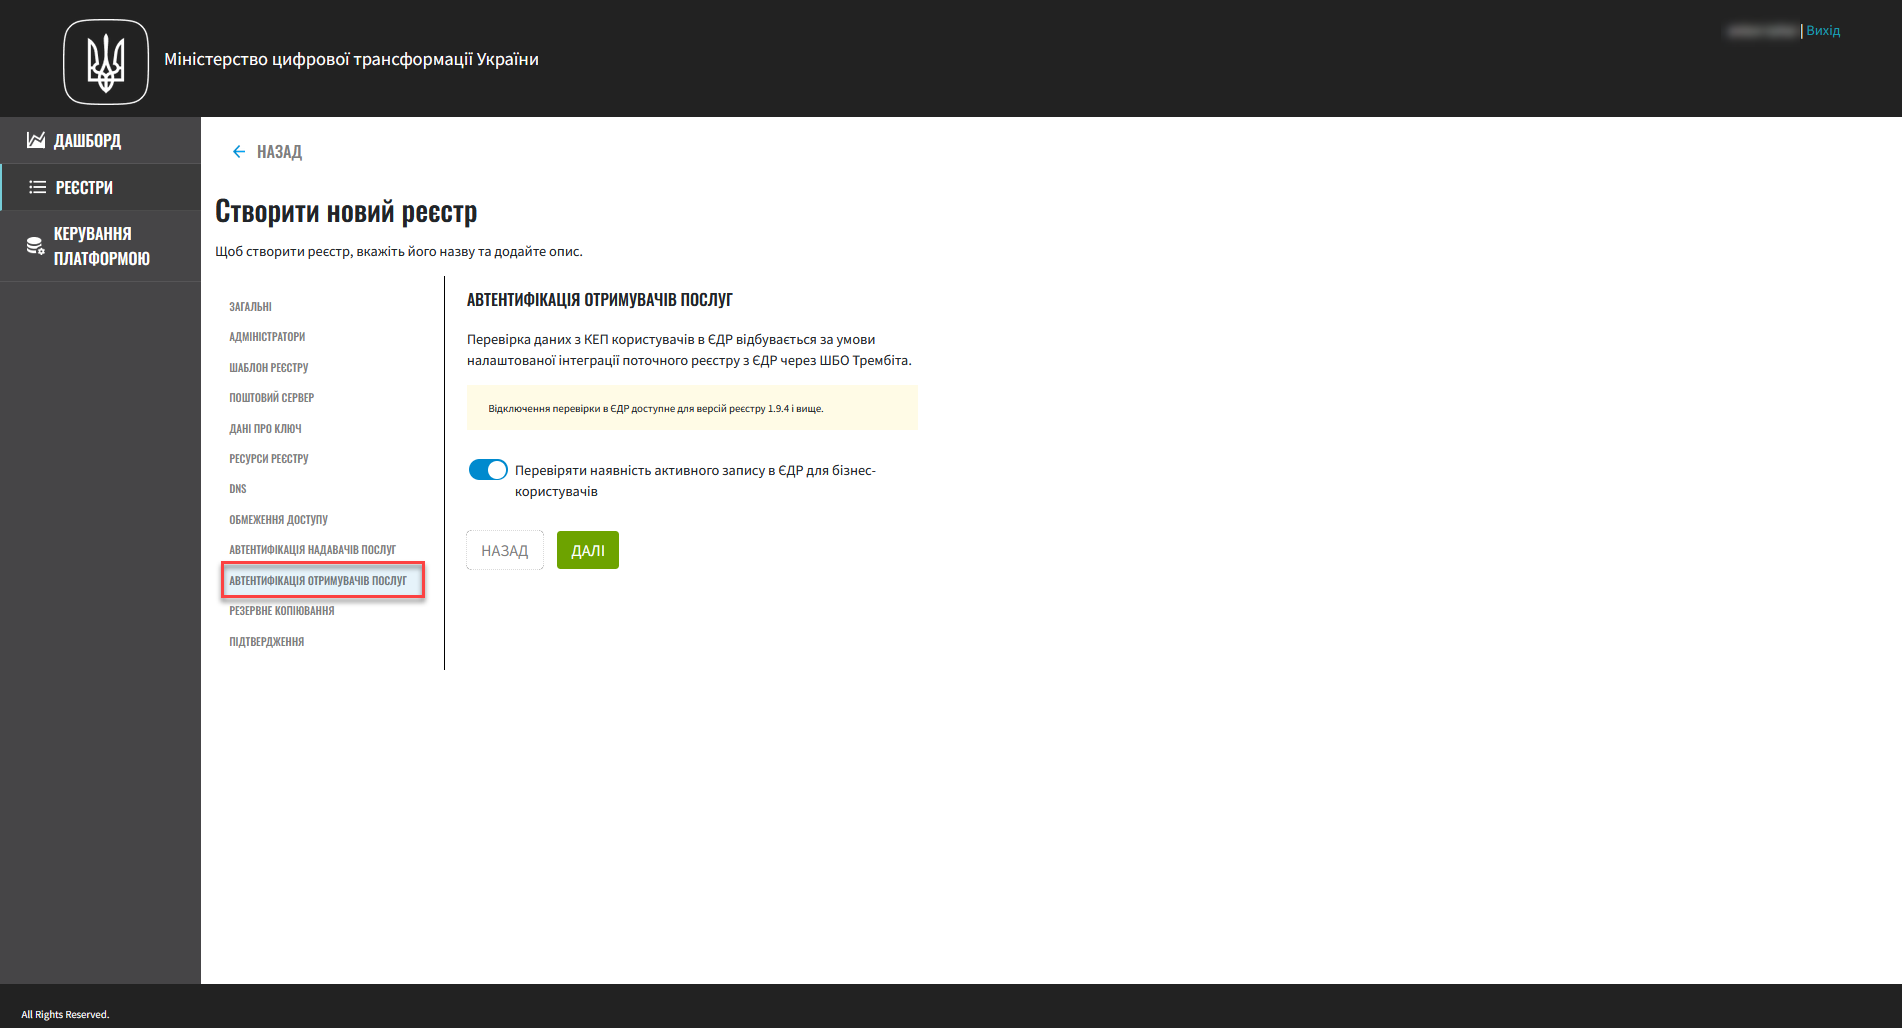 Міністерство цифрової трансформації України
| Вихід
ДАШБОРД
РЕЄСТРИ
КЕРУВАННЯ
ПЛАТФОРМОЮ
НАЗАД
Створити новий реєстр
Щоб створити реєстр, вкажіть його назву та додайте опис.
ЗАГАЛЬНІ
АДМІНІСТРАТОРИ
ШАБЛОН РЕЄСТРУ
ПОШТОВИЙ СЕРВЕР
ДАНІ ПРО КЛЮЧ
РЕСУРСИ РЕЄСТРУ
DNS
ОБМЕЖЕННЯ ДОСТУПУ
АВТЕНТИФІКАЦІЯ НАДАВАЧІВ ПОСЛУГ
АВТЕНТИФІКАЦІЯ ОТРИМУВАЧІВ ПОСЛУГ
РЕЗЕРВНЕ КОПІЮВАННЯ
ПІДТВЕРДЖЕННЯ
АВТЕНТИФІКАЦІЯ ОТРИМУВАЧІВ ПОСЛУГ
Перевірка даних з КЕП користувачів в ЄДР відбувається за умови
налаштованої інтеграції поточного реєстру з ЄДР через ШБО Трембіта.
Відключення перевірки в ЄДР доступне для версій реєстру 1.9.4 і вище.
Перевіряти наявність активного запису в ЄДР для бізнес-
користувачів
НАЗАД
ДАЛІ
All Rights Reserved.